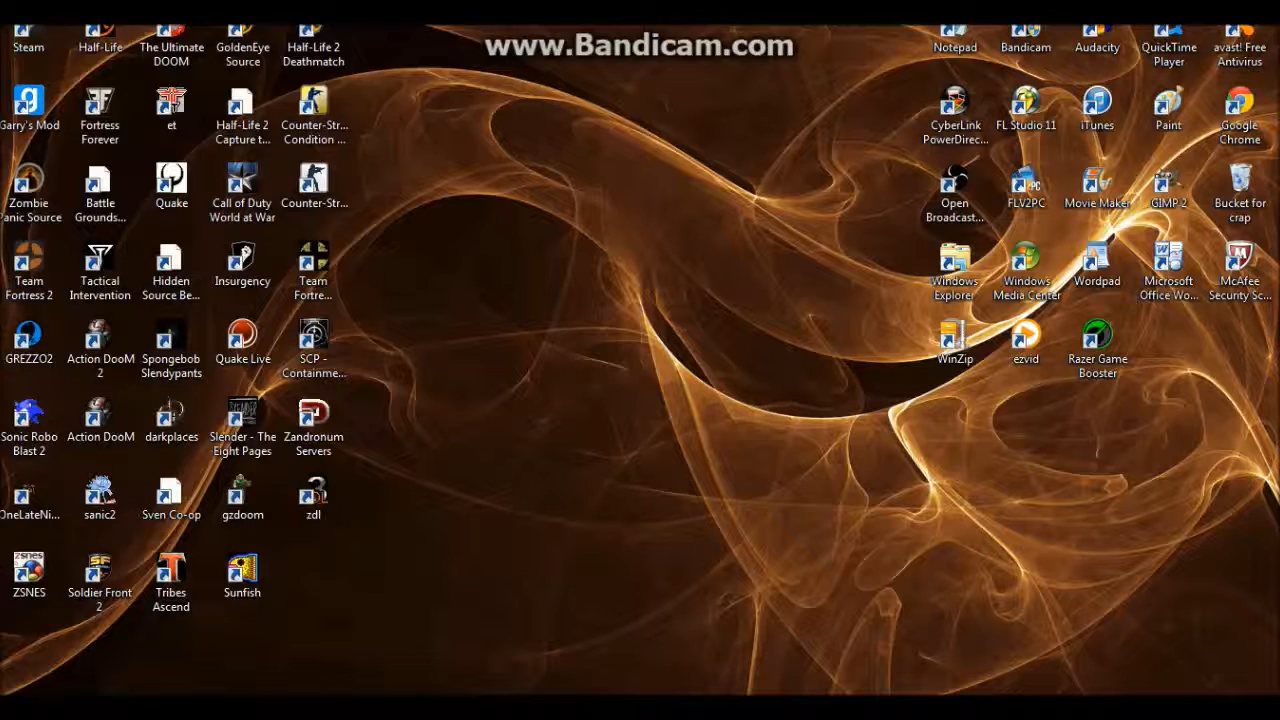 www.Bandicam.com
Steam
Half-Life
The Ultimate
DOOM
GoldenEye
Source
Half-Life 2
Deathmatch
Notepad
Bandicam
Audacity
QuickTime
Player
avast! Free
Antivirus
g
Garry's Mod
Fortress
Forever
et
Half-Life 2
Capture t...
Counter-Str...
Condition ...
CyberLink
PowerDirec...
FL Studio 11
iTunes
Paint
Google
Chrome
Zombie
Panic Source
Battle
Grounds...
Quake
Call of Duty
World at War
Counter-Str...
Open
Broadcast...
FLV2PC
Movie Maker
GIMP 2
Bucket for
crap
Team
Fortress 2
Tactical
Intervention
Hidden
Source Be...
Insurgency
Team
Fortre...
Windows
Explorer
Windows
Media Center
Wordpad
Microsoft
Office Wo...
McAfee
Security Sc...
GREZZO2
Action DooM
2
Spongebob
Slendypants
Quake Live
SCP -
Containme...
WinZip
ezvid
Razer Game
Booster
Sonic Robo
Blast 2
Action DooM
darkplaces
Slender - The
Eight Pages
Zandronum
Servers
OneLateNi...
sanic2
Sven Co-op
gzdoom
zdl
ZSNES
Soldier Front
2
Tribes
Ascend
Sunfish